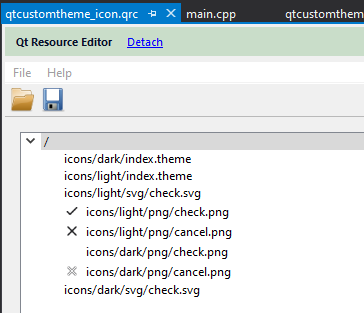 qtcustomtheme_icon.qrc main.cpp qtcustomthem
Qt Resource Editor Detach
File Help
/
icons/dark/index.theme
icons/light/index.theme
icons/light/svg/check.svg
icons/light/png/check.png
icons/light/png/cancel.png
icons/dark/png/check.png
icons/dark/png/cancel.png
icons/dark/svg/check.svg